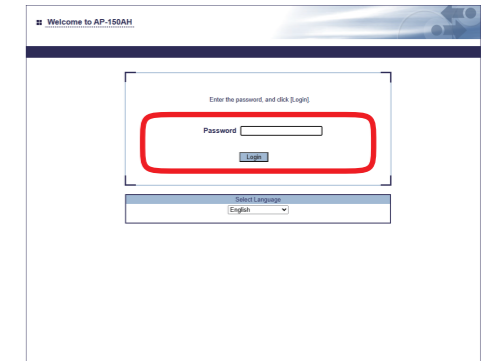 Welcome to AP-150AH
Enter the password, and click [Login].
Password
Login
Select Language
English